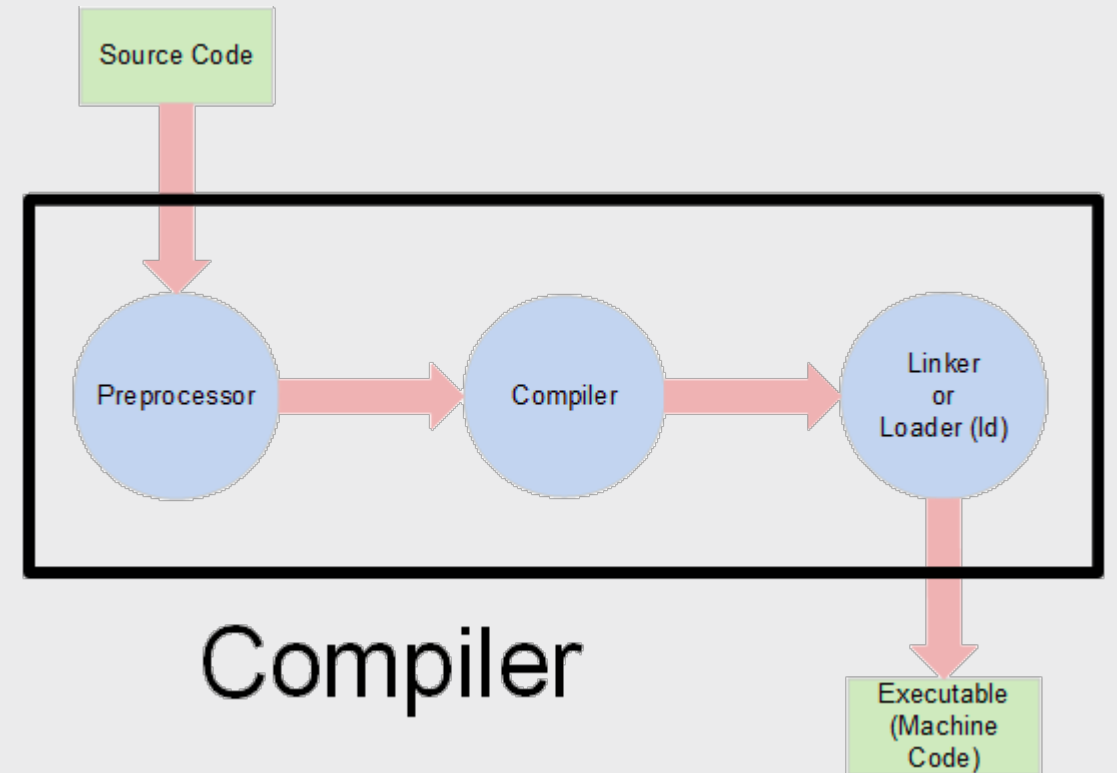 Source Code
Preprocessor
Compiler
Linker
or
Loader (ld)
Compiler
Executable
(Machine
Code)